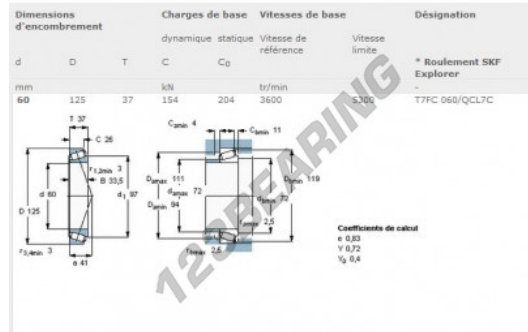 Dimensions d'encombrement Charges de base Vitesses de base Désignation
dynamique statique Vitesse de référence Vitesse limite
d D T C C0 * Roulement SKF Explorer
mm kN tr/min -
60 125 37 154 204 3600 5300 T7FC 060/QCL7C
T 37
C 26
r1,2min 3
B 33,5
d 60
d1 97
D 125
r3,4min 3
a 41
Camin 4
Cbmin 11
Damax 111
damax 72
Damin 94
Dbmin 119
dbmin 72
ramax 2,5
rbmax 2,5
Coefficients de calcul
e 0,83
Y 0,72
Y0 0,4
123BEARING